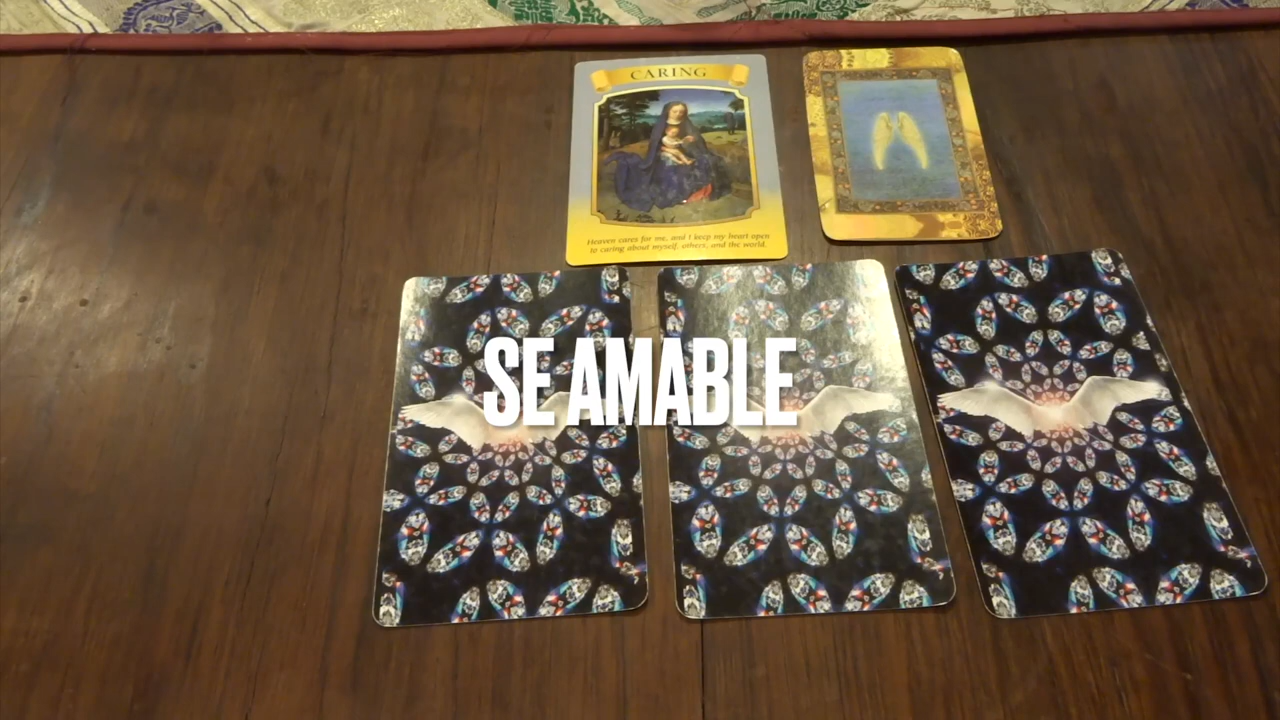 CARING
Heaven cares for me, and I keep my heart open
to caring about myself, others, and the world.
SE AMABLE